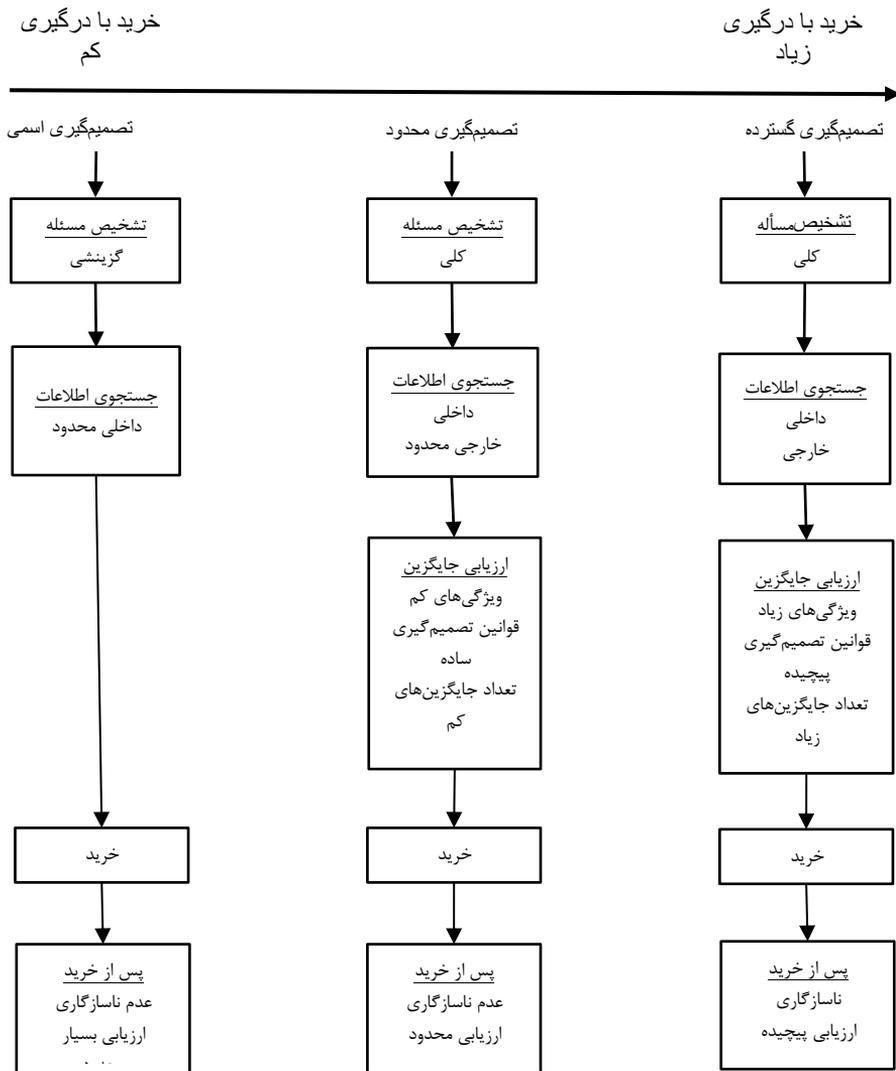 خرید با درگیری
زیاد
خرید با درگیری
کم
تصمیم‌گیری گسترده
تصمیم‌گیری محدود
تصمیم‌گیری اسمی
تشخیص‌مسأله
کلی
تشخیص مسئله
کلی
تشخیص مسئله
گزینشی
جستجوی اطلاعات
داخلی
خارجی
جستجوی اطلاعات
داخلی
خارجی محدود
جستجوی اطلاعات
داخلی محدود
ارزیابی جایگزین
ویژگی‌های زیاد
قوانین تصمیم‌گیری
پیچیده
تعداد جایگزین‌های
زیاد
ارزیابی جایگزین
ویژگی‌های کم
قوانین تصمیم‌گیری
ساده
تعداد جایگزین‌های
کم
خرید
خرید
خرید
پس از خرید
ناسازگاری
ارزیابی پیچیده
پس از خرید
عدم ناسازگاری
ارزیابی محدود
پس از خرید
عدم ناسازگاری
ارزیابی بسیار